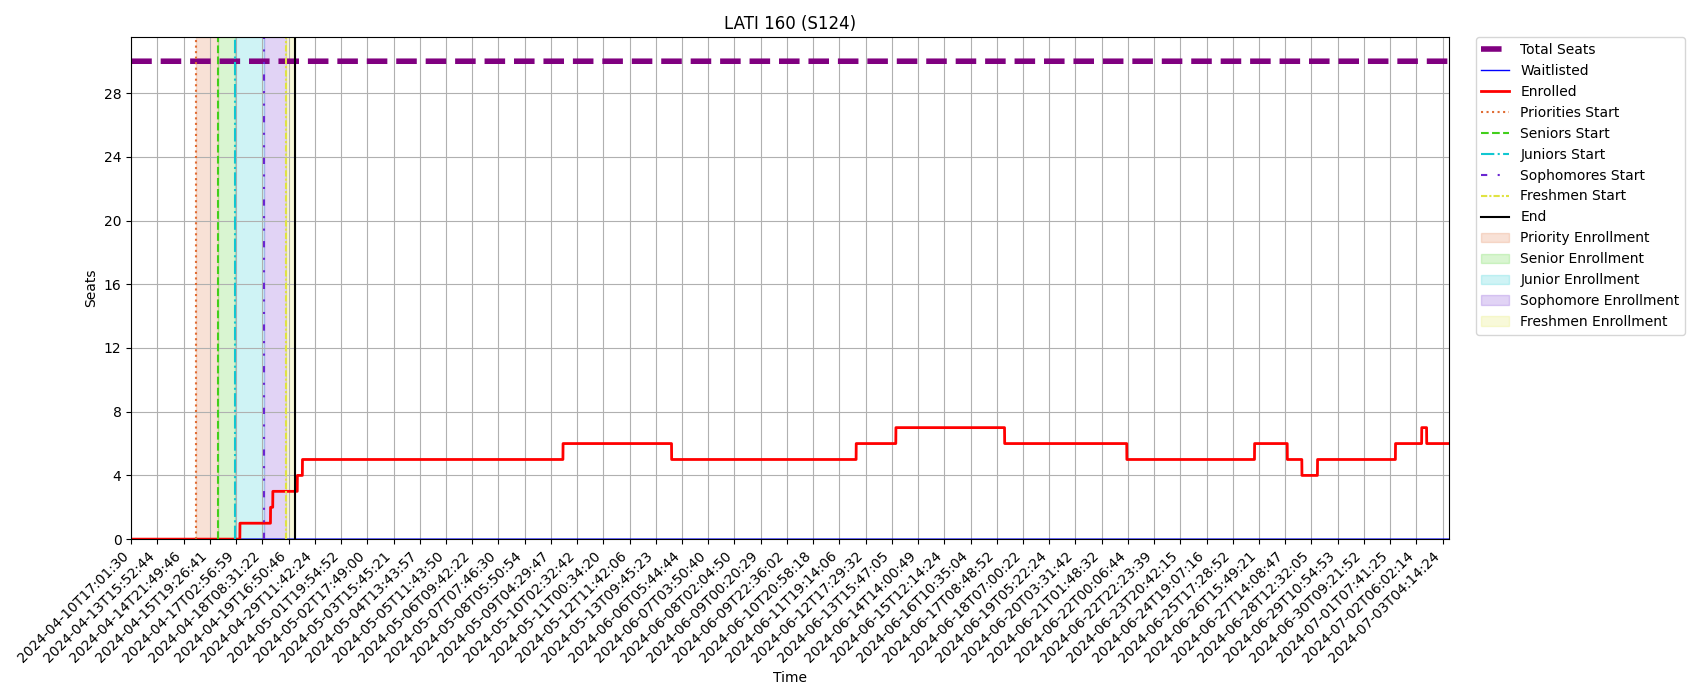 LATI 160 (S124)
Seats
28
24
20
16
12
8
4
0
2024-04-10T17:01:30
2024-04-13T15:52:44
2024-04-14T21:49:46
2024-04-15T19:26:41
2024-04-17T02:56:59
2024-04-18T08:31:22
2024-04-19T16:50:46
2024-04-29T11:42:24
2024-05-01T19:54:52
2024-05-02T17:49:00
2024-05-03T15:45:21
2024-05-04T13:43:57
2024-05-05T11:43:50
2024-05-06T09:42:22
2024-05-07T07:46:30
2024-05-08T05:50:54
2024-05-09T04:29:47
2024-05-10T02:32:42
2024-05-11T00:34:20
2024-05-12T11:42:06
2024-05-13T09:45:23
2024-06-06T05:44:44
2024-06-07T03:50:40
2024-06-08T02:04:50
2024-06-09T00:20:29
2024-06-09T22:36:02
2024-06-10T20:58:18
2024-06-11T19:14:06
2024-06-12T17:29:32
2024-06-13T15:47:05
2024-06-14T14:00:49
2024-06-15T12:14:24
2024-06-16T10:35:04
2024-06-17T08:48:52
2024-06-18T07:00:22
2024-06-19T05:22:24
2024-06-20T03:31:42
2024-06-21T01:48:32
2024-06-22T00:06:44
2024-06-22T22:23:39
2024-06-23T20:42:15
2024-06-24T19:07:16
2024-06-25T17:28:52
2024-06-26T15:49:21
2024-06-27T14:08:47
2024-06-28T12:32:05
2024-06-29T10:54:53
2024-06-30T09:21:52
2024-07-01T07:41:25
2024-07-02T06:02:14
2024-07-03T04:14:24
Time
Total Seats
Waitlisted
Enrolled
Priorities Start
Seniors Start
Juniors Start
Sophomores Start
Freshmen Start
End
Priority Enrollment
Senior Enrollment
Junior Enrollment
Sophomore Enrollment
Freshmen Enrollment